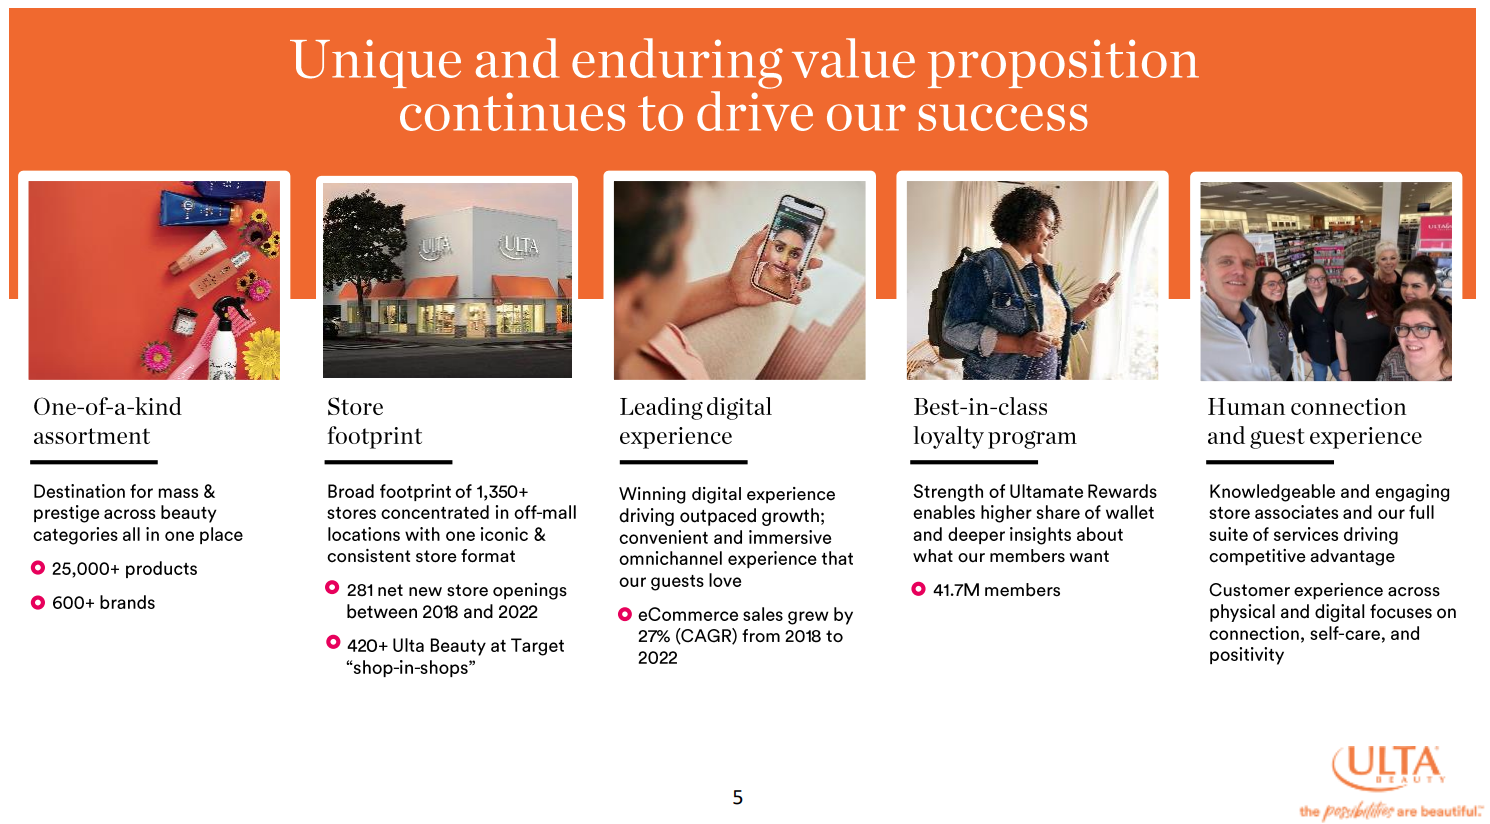 Unique and enduring value proposition
continues to drive our success
ULTA
ULTA
ULTA
One-of-a-kind
assortment
Destination for mass &
prestige across beauty
categories all in one place
25,000+ products
600+ brands
Store
footprint
Broad footprint of 1,350+
stores concentrated in off-mall
locations with one iconic &
consistent store format
281 net new store openings
between 2018 and 2022
420+ Ulta Beauty at Target
“shop-in-shops”
Leading digital
experience
Winning digital experience
driving outpaced growth;
convenient and immersive
omnichannel experience that
our guests love
eCommerce sales grew by
27% (CAGR) from 2018 to
2022
Best-in-class
loyalty program
Strength of Ultamate Rewards
enables higher share of wallet
and deeper insights about
what our members want
41.7M members
Human connection
and guest experience
Knowledgeable and engaging
store associates and our full
suite of services driving
competitive advantage
Customer experience across
physical and digital focuses on
connection, self-care, and
positivity
5
ULTA
BEAUTY
the possibilities are beautiful.™